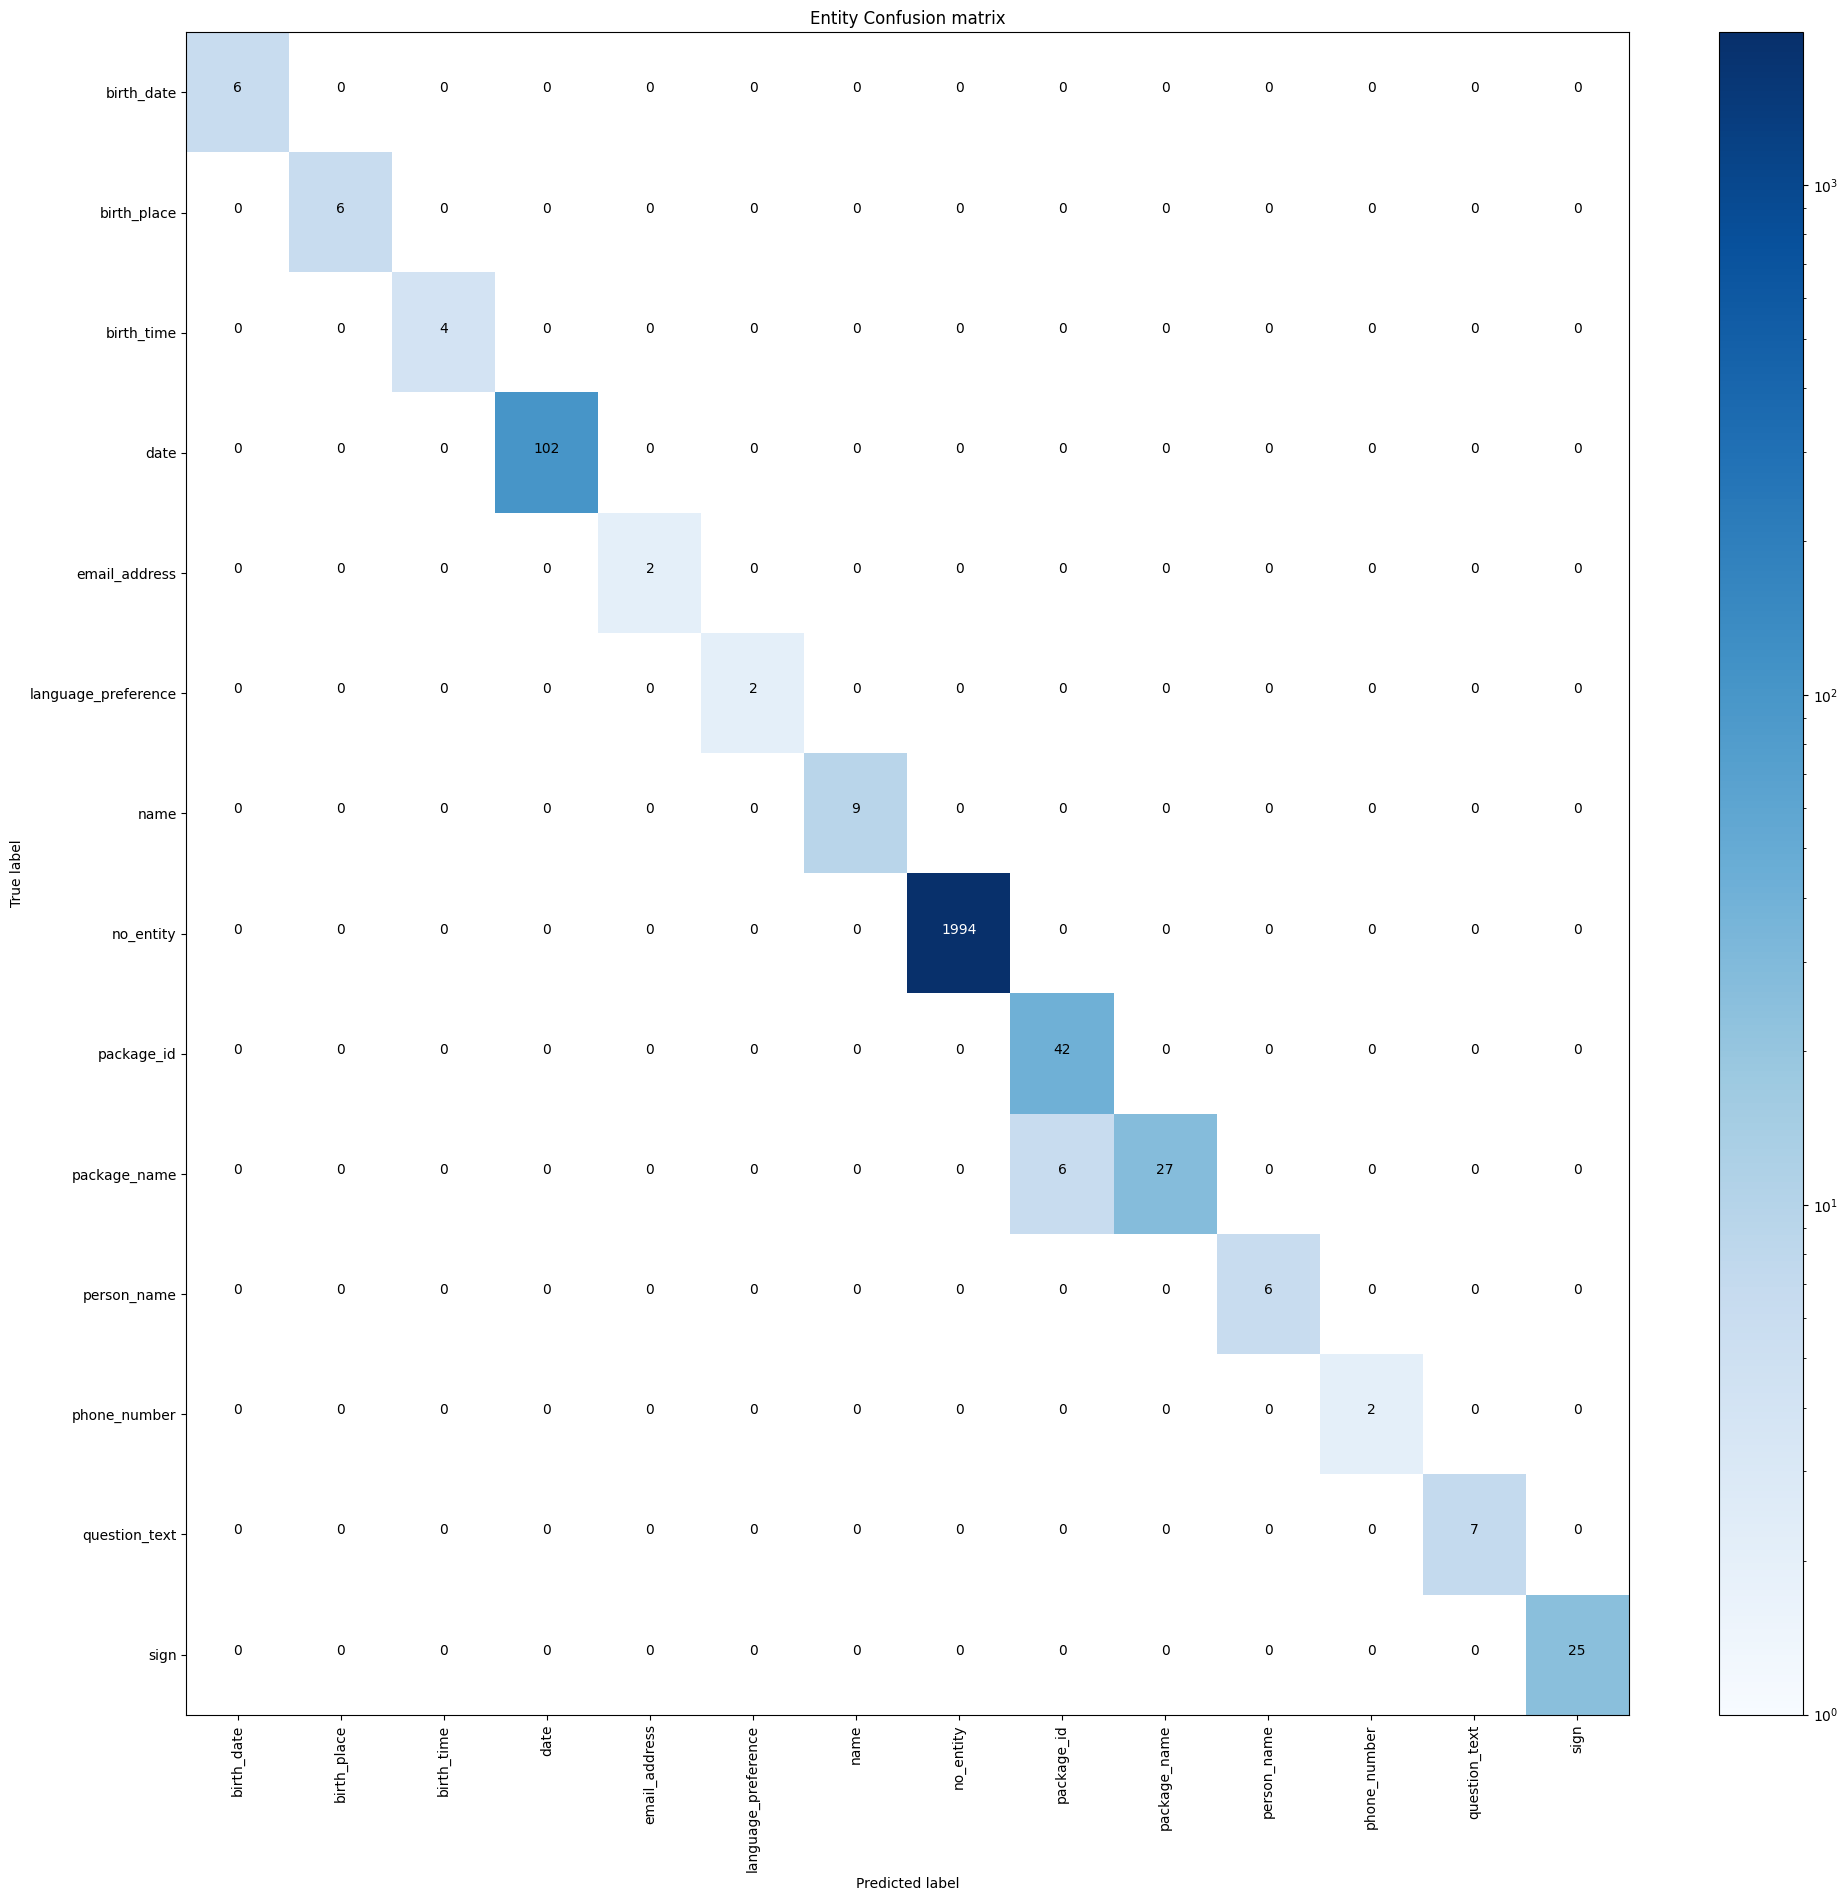 Entity Confusion matrix
birth_date 6 0 0 0 0 0 0 0 0 0 0 0 0 0
birth_place 0 6 0 0 0 0 0 0 0 0 0 0 0 0
birth_time 0 0 4 0 0 0 0 0 0 0 0 0 0 0
date 0 0 0 102 0 0 0 0 0 0 0 0 0 0
email_address 0 0 0 0 2 0 0 0 0 0 0 0 0 0
language_preference 0 0 0 0 0 2 0 0 0 0 0 0 0 0
name 0 0 0 0 0 0 9 0 0 0 0 0 0 0
no_entity 0 0 0 0 0 0 0 1994 0 0 0 0 0 0
package_id 0 0 0 0 0 0 0 0 42 0 0 0 0 0
package_name 0 0 0 0 0 0 0 0 6 27 0 0 0 0
person_name 0 0 0 0 0 0 0 0 0 0 6 0 0 0
phone_number 0 0 0 0 0 0 0 0 0 0 0 2 0 0
question_text 0 0 0 0 0 0 0 0 0 0 0 0 7 0
sign 0 0 0 0 0 0 0 0 0 0 0 0 0 25
True label
birth_date
birth_place
birth_time
date
email_address
language_preference
name
no_entity
package_id
package_name
person_name
phone_number
question_text
sign
Predicted label
10³
10²
10¹
10⁰